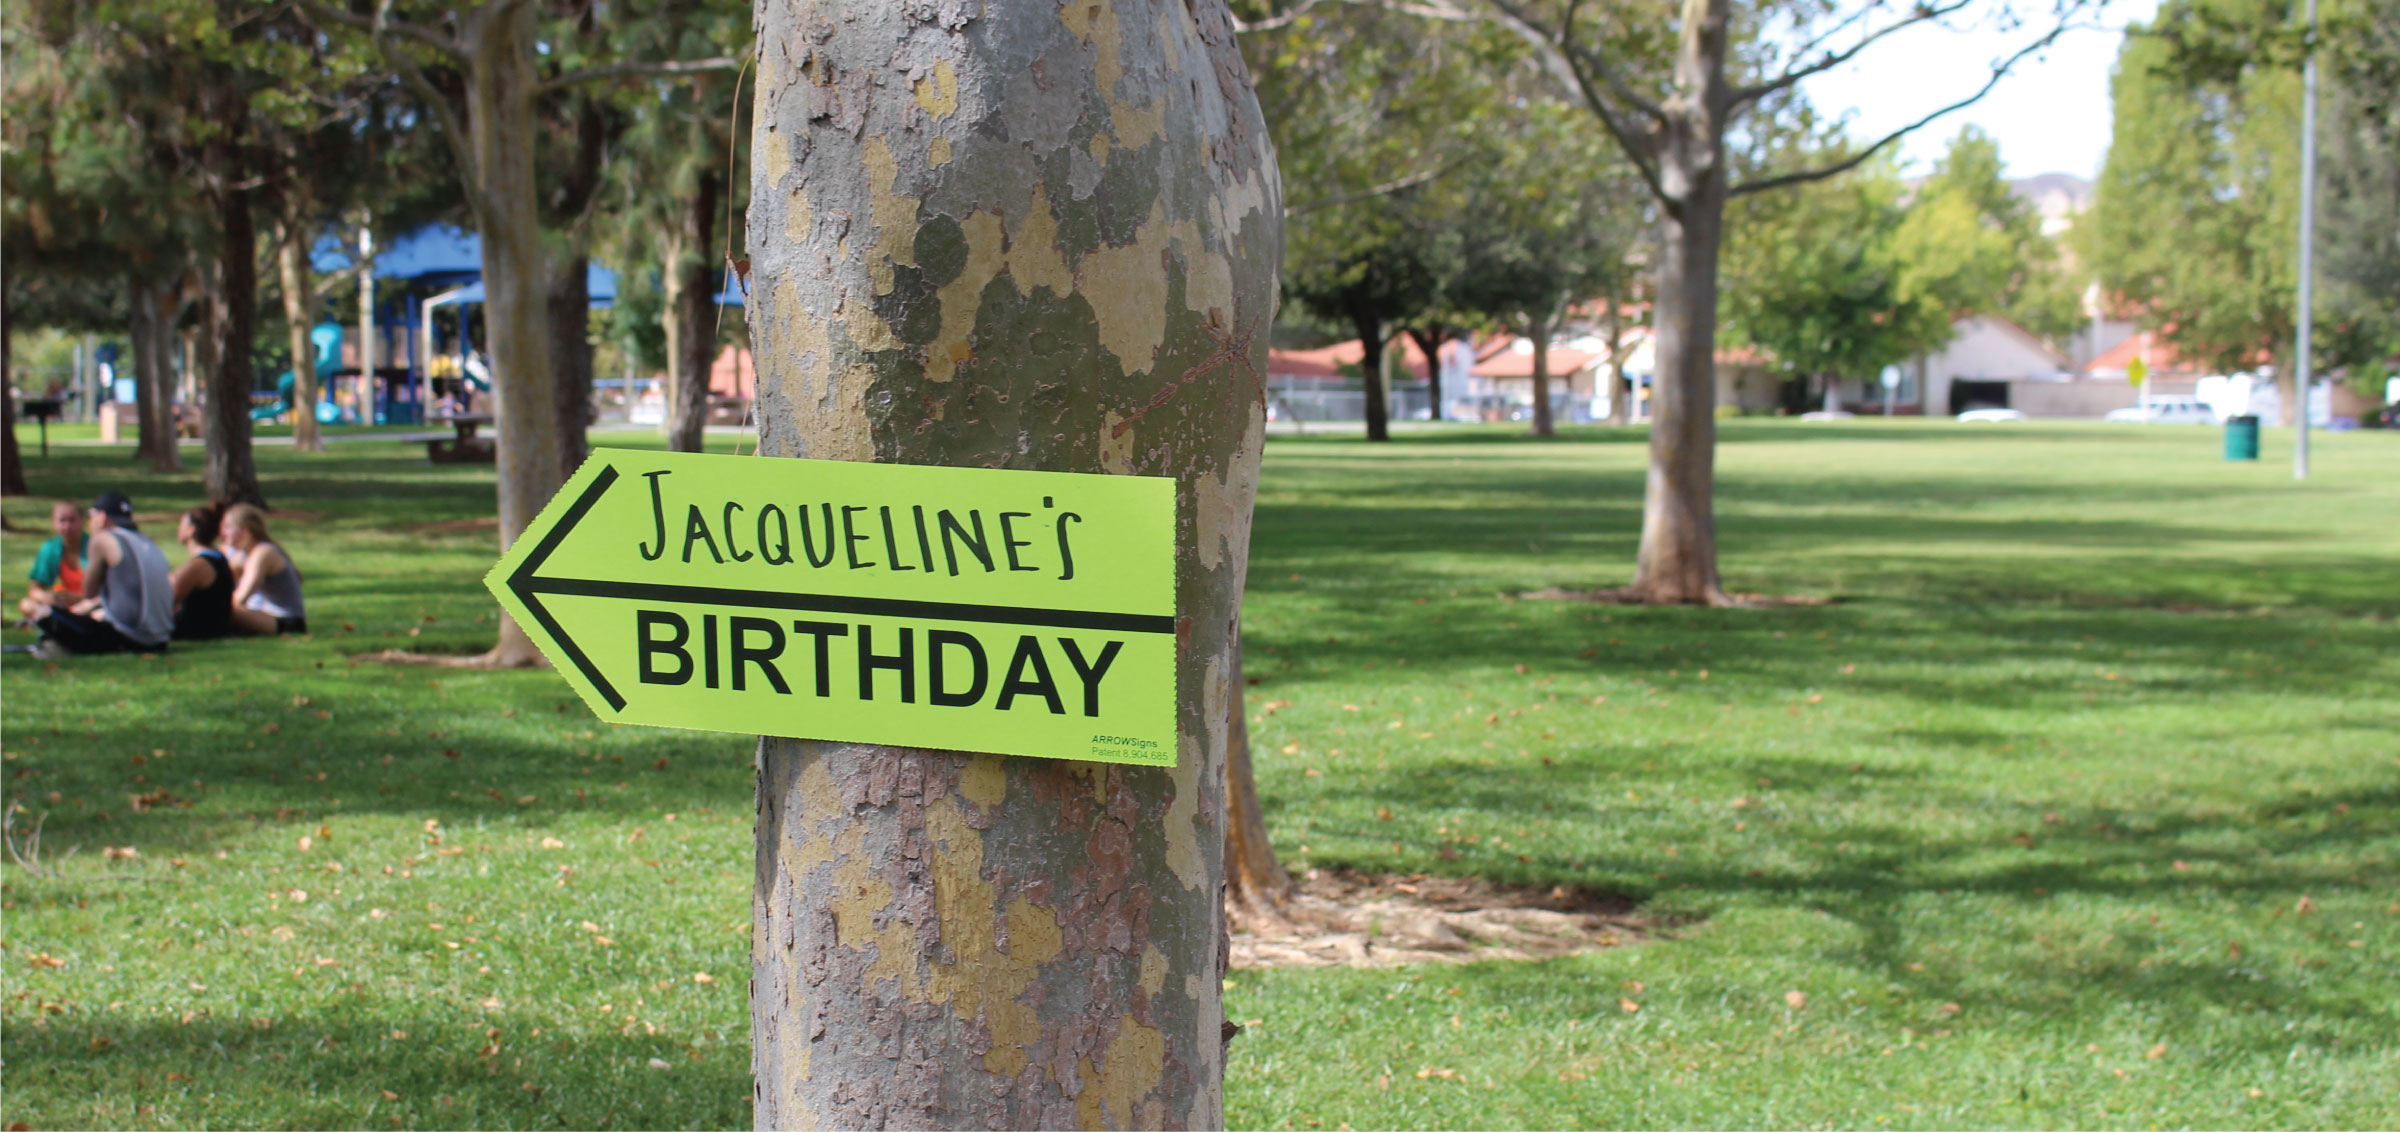 JACQUELINE'S
BIRTHDAY
ARROWSigns
Patent 8,904,685